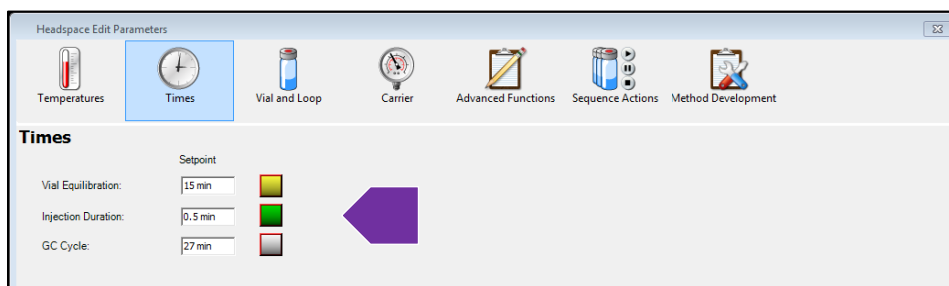 Headspace Edit Parameters
Temperatures
Times
Vial and Loop
Carrier
Advanced Functions
Sequence Actions
Method Development
Times
Setpoint
Vial Equilibration: 15 min
Injection Duration: 0.5 min
GC Cycle: 27 min